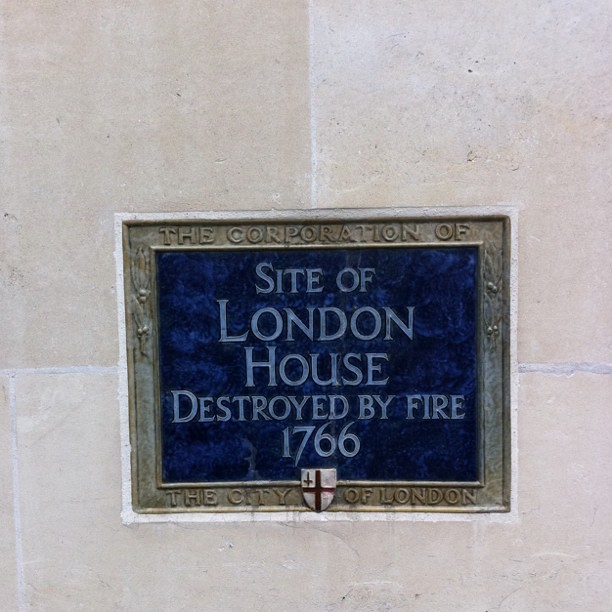 THE CORPORATION OF
SITE OF
LONDON
HOUSE
DESTROYED BY FIRE
1766
THE CITY OF LONDON